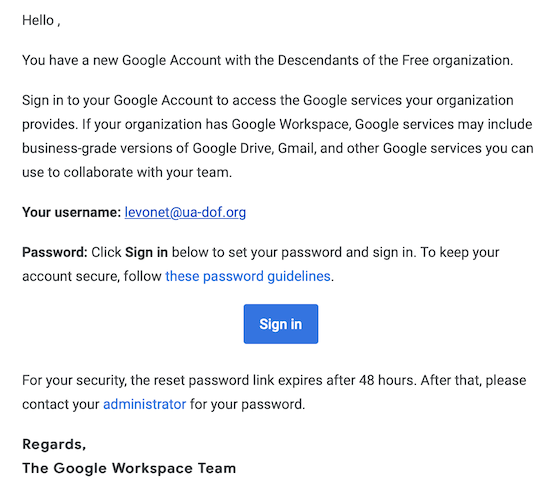 Hello ,
You have a new Google Account with the Descendants of the Free organization.
Sign in to your Google Account to access the Google services your organization
provides. If your organization has Google Workspace, Google services may include
business-grade versions of Google Drive, Gmail, and other Google services you can
use to collaborate with your team.
Your username: levonet@ua-dof.org
Password: Click Sign in below to set your password and sign in. To keep your
account secure, follow these password guidelines.
Sign in
For your security, the reset password link expires after 48 hours. After that, please
contact your administrator for your password.
Regards,
The Google Workspace Team